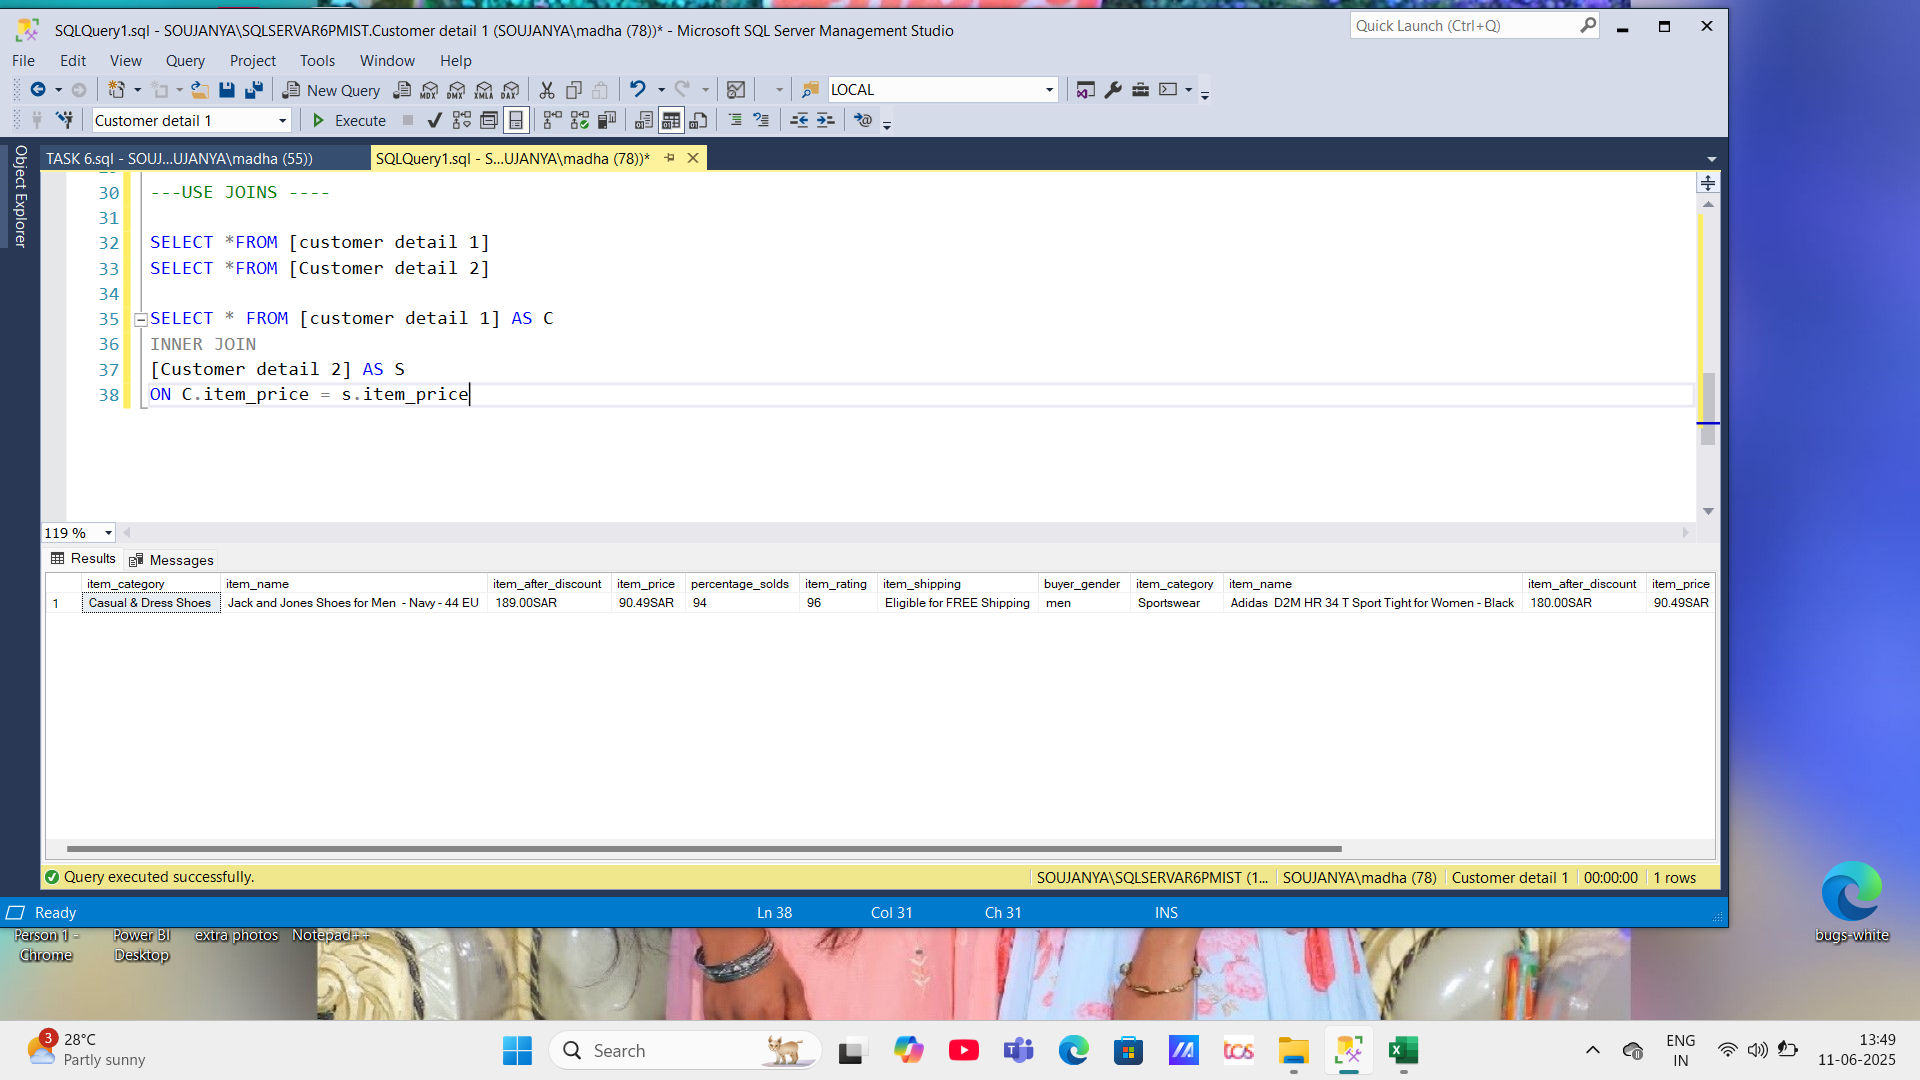 SQLQuery1.sql - SOUJANYA\SQLSERVAR6PMIST.Customer detail 1 (SOUJANYA\madha (78))* - Microsoft SQL Server Management Studio
Quick Launch (Ctrl+Q)
File Edit View Query Project Tools Window Help
New Query MDX DMX XMLA DAX LOCAL
Customer detail 1 Execute
Object Explorer
TASK 6.sql - SOUJ...UJANYA\madha (55)) SQLQuery1.sql - S...UJANYA\madha (78))*
30 ---USE JOINS ----
31
32 SELECT *FROM [customer detail 1]
33 SELECT *FROM [Customer detail 2]
34
35 SELECT * FROM [customer detail 1] AS C
36 INNER JOIN
37 [Customer detail 2] AS S
38 ON C.item_price = s.item_price
119 %
Results Messages
item_category item_name item_after_discount item_price percentage_solds item_rating item_shipping buyer_gender item_category item_name item_after_discount item_price
1 Casual & Dress Shoes Jack and Jones Shoes for Men - Navy - 44 EU 189.00SAR 90.49SAR 94 96 Eligible for FREE Shipping men Sportswear Adidas D2M HR 34 T Sport Tight for Women - Black 180.00SAR 90.49SAR
Query executed successfully. SOUJANYA\SQLSERVAR6PMIST (1... SOUJANYA\madha (78) Customer detail 1 00:00:00 1 rows
Ready Ln 38 Col 31 Ch 31 INS
Person 1 - Chrome
Power BI Desktop
extra photos
Notepad++
bugs-white
3 28°C
Partly sunny
Search
tcs
ENG
IN
13:49
11-06-2025